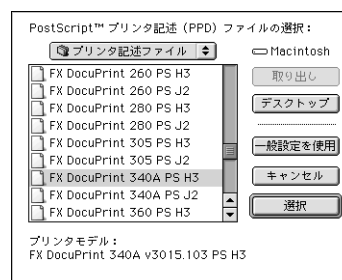 PostScript™ プリンタ記述（PPD）ファイルの選択：
プリンタ記述ファイル
Macintosh
FX DocuPrint 260 PS H3
FX DocuPrint 260 PS J2
FX DocuPrint 280 PS H3
FX DocuPrint 280 PS J2
FX DocuPrint 305 PS H3
FX DocuPrint 305 PS J2
FX DocuPrint 340A PS H3
FX DocuPrint 340A PS J2
FX DocuPrint 360 PS H3
取り出し
デスクトップ
一般設定を使用
キャンセル
選択
プリンタモデル：
FX DocuPrint 340A v3015.103 PS H3